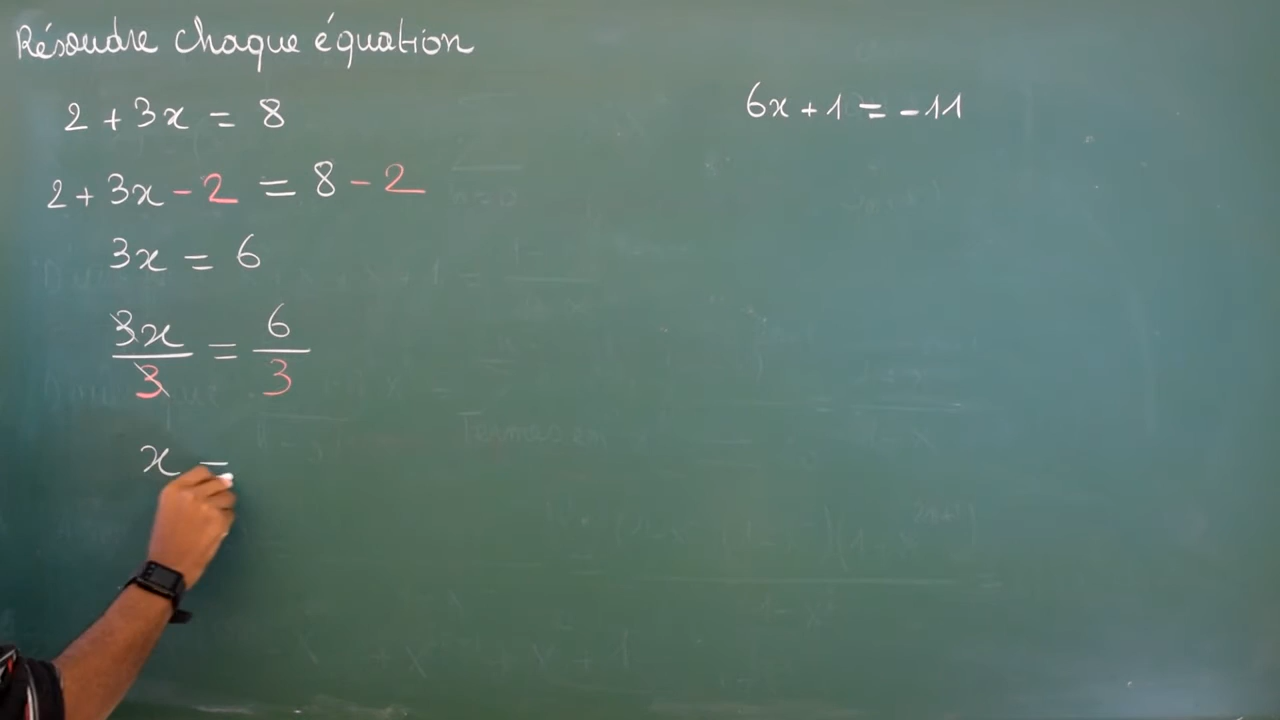 Résoudre chaque équation
2 + 3x = 8
2 + 3x - 2 = 8 - 2
3x = 6
3x/3 = 6/3
x =
6x + 1 = -11